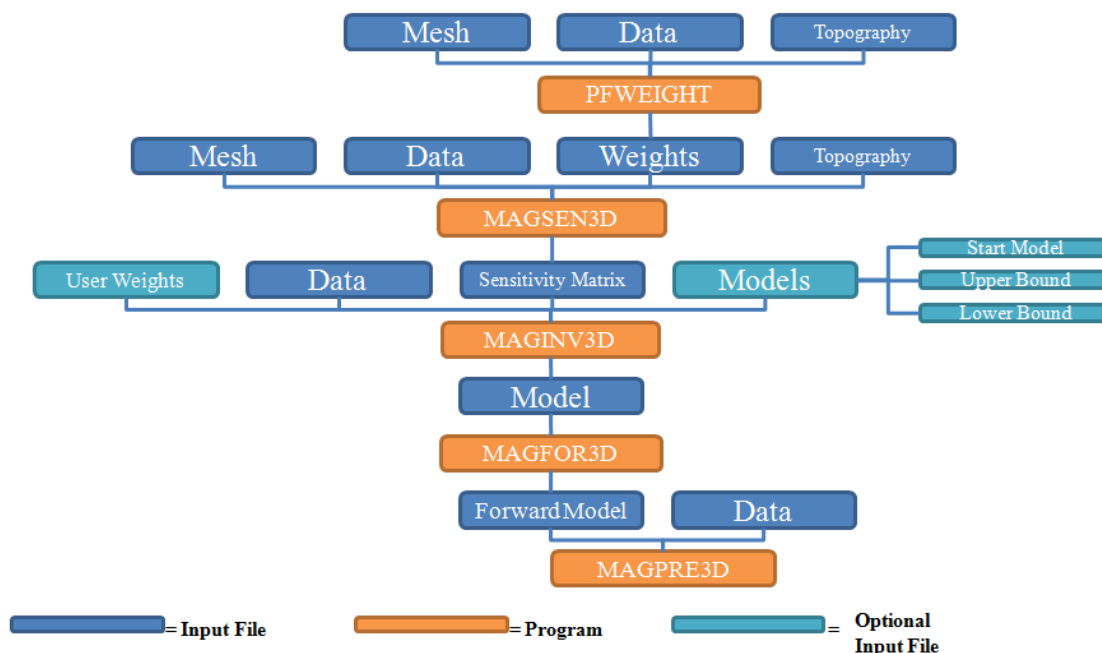 Mesh
Data
Topography
PFWEIGHT
Mesh
Data
Weights
Topography
MAGSEN3D
User Weights
Data
Sensitivity Matrix
Models
Start Model
Upper Bound
Lower Bound
MAGINV3D
Model
MAGFOR3D
Forward Model
Data
MAGPRE3D
= Input File
= Program
= Optional
Input File